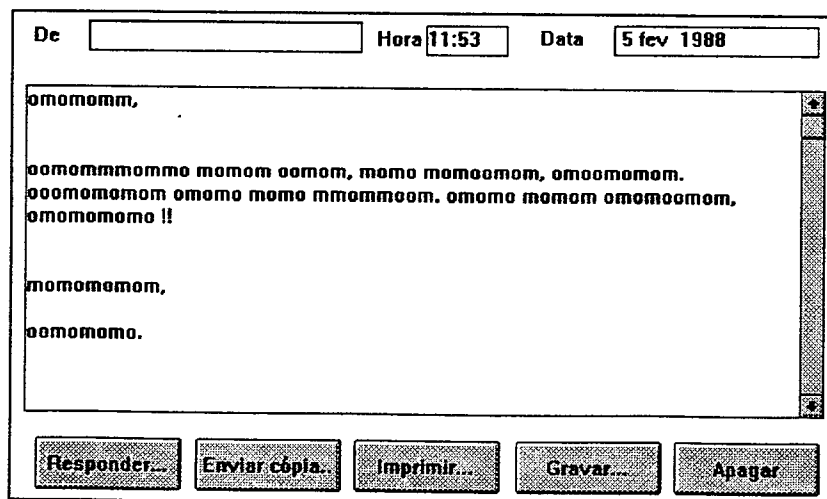 De Hora 11:53 Data 5 fev 1988
omomomm,
oomommmommo momom oomom, momo momoomom, omoomomom.
ooomomomom omomo momo mmommoom. omomo momom omomoomom,
omomomomo !!
momomomom,
oomomomo.
Responder... Enviar cópia.. Imprimir... Gravar... Apagar